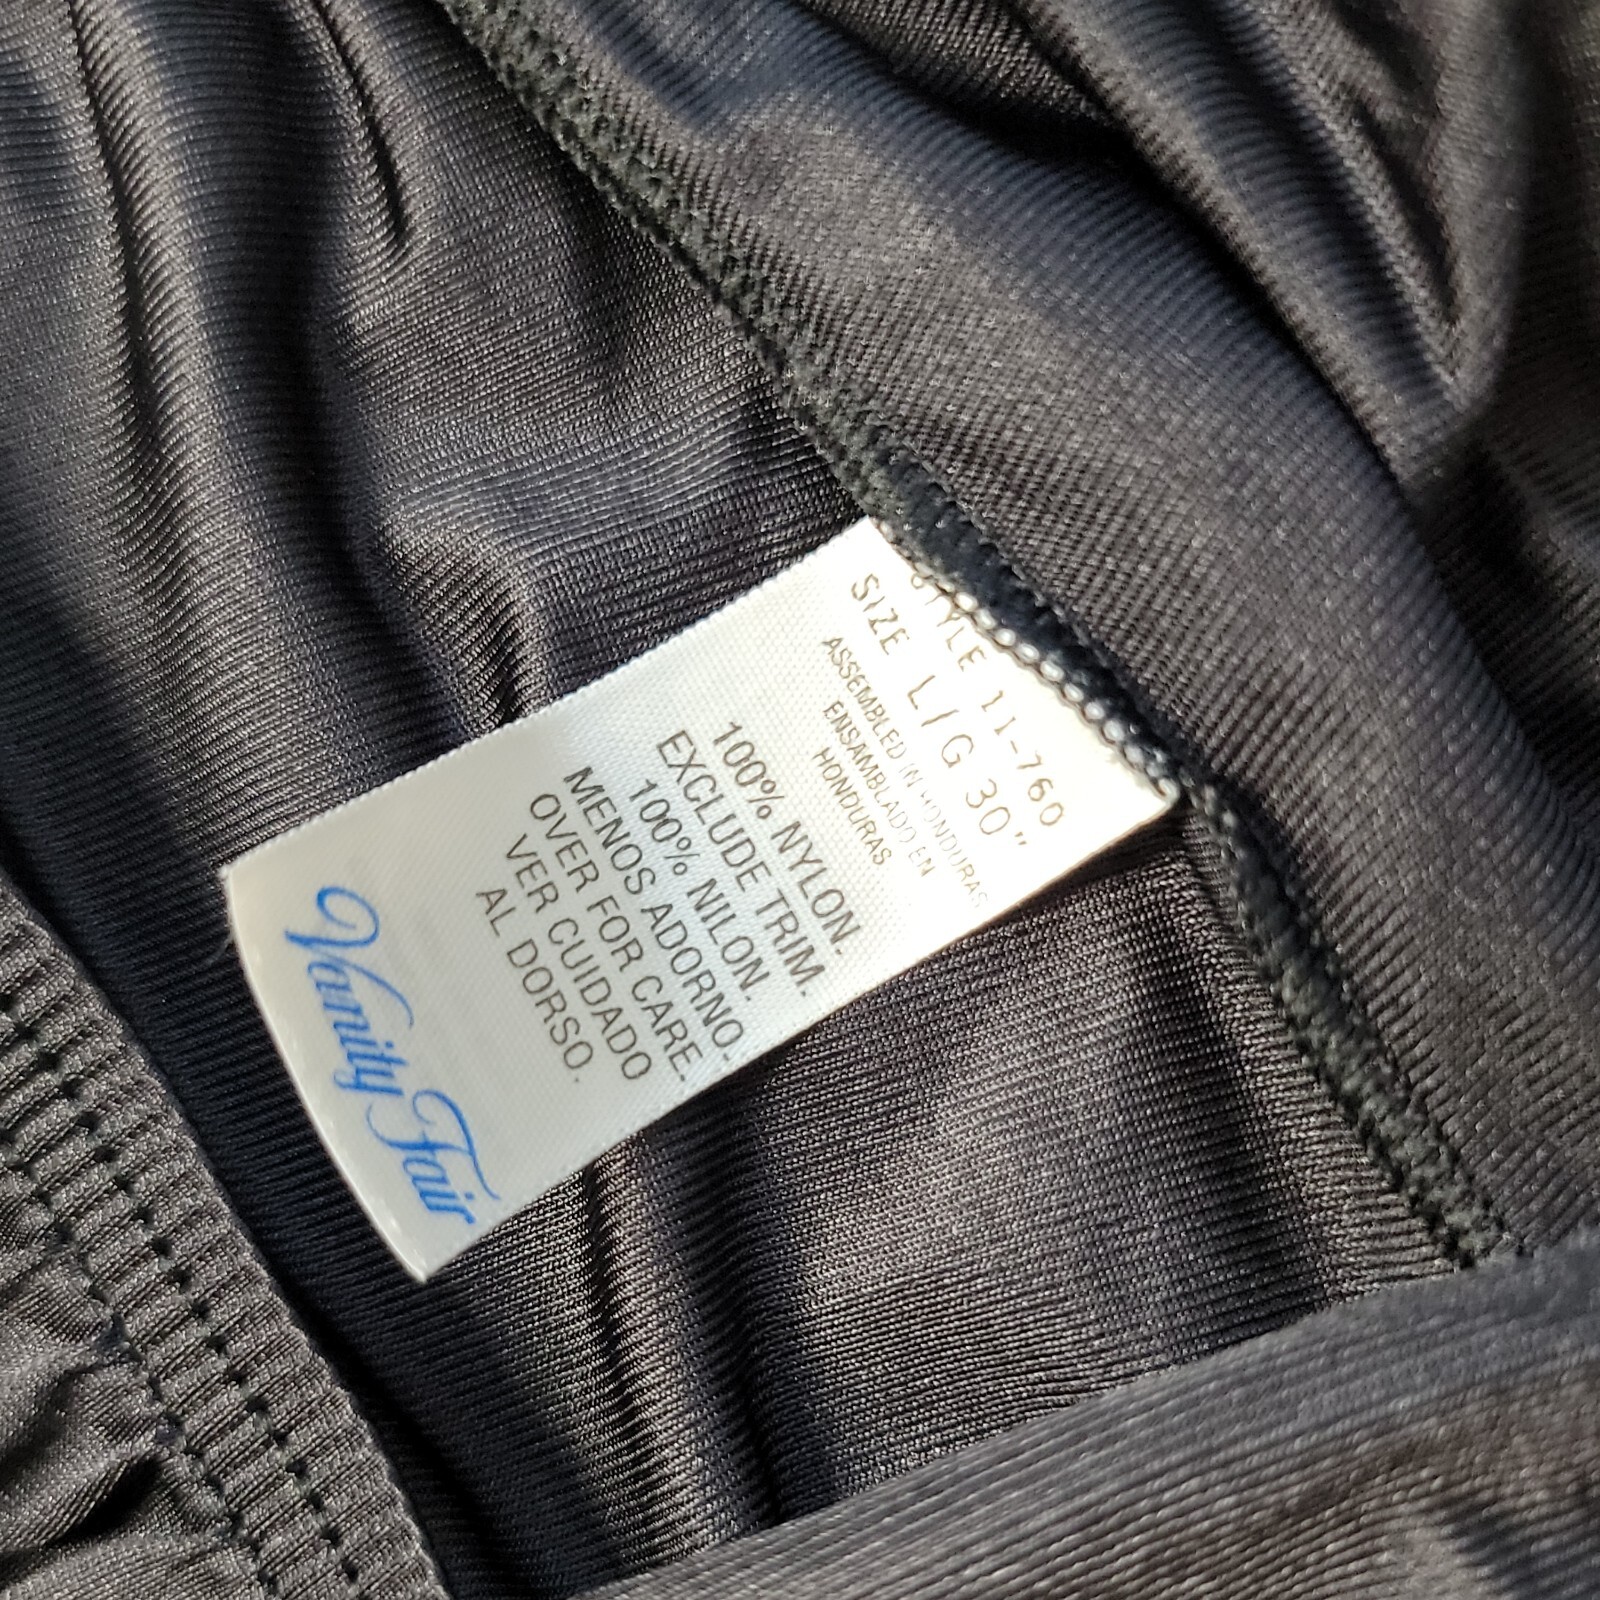 STYLE 11-760
SIZE L/G 30"
ASSEMBLED IN HONDURAS
ENSAMBLADO EN
HONDURAS
100% NYLON.
EXCLUDE TRIM.
100% NILON.
MENOS ADORNO.
OVER FOR CARE.
VER CUIDADO
AL DORSO.
Vanity Fair